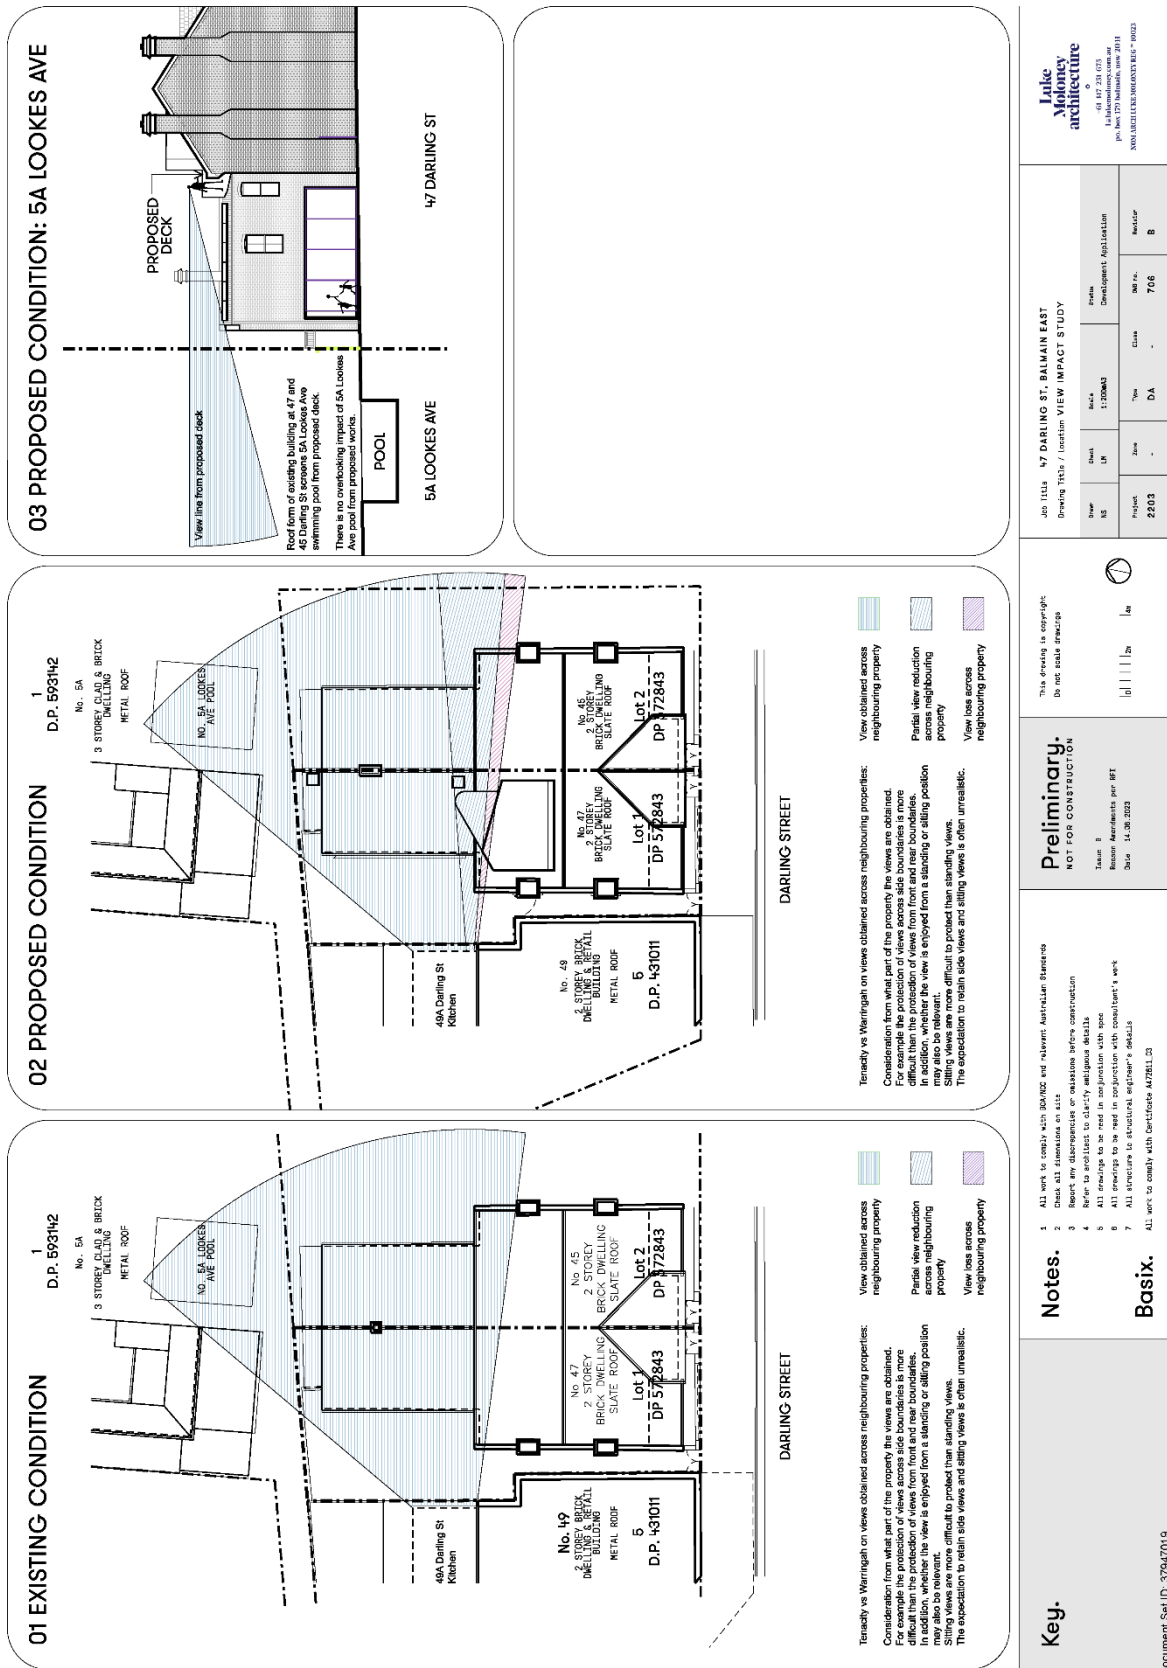 01 EXISTING CONDITION
1
D.P. 593142
No. 5A
3 STOREY CLAD & BRICK
DWELLING
METAL ROOF
NO. 5A LOOKES
AVE POOL
49A Darling St
Kitchen
No. 49
2 STOREY BRICK
DWELLING & RETAIL
BUILDING
METAL ROOF
5
D.P. 431011
No 47
2 STOREY
BRICK DWELLING
SLATE ROOF
Lot 1
DP 572843
No 45
2 STOREY
BRICK DWELLING
SLATE ROOF
Lot 2
DP 572843
DARLING STREET
Tenacity vs Warringah on views obtained across neighbouring properties:
Consideration from what part of the property the views are obtained.
For example the protection of views across side boundaries is more
difficult than the protection of views from front and rear boundaries.
In addition, whether the view is enjoyed from a standing or sitting position
may also be relevant.
Sitting views are more difficult to protect than standing views.
The expectation to retain side views and sitting views is often unrealistic.
View obtained across
neighbouring property
Partial view reduction
across neighbouring
property
View loss across
neighbouring property
02 PROPOSED CONDITION
1
D.P. 593142
No. 5A
3 STOREY CLAD & BRICK
DWELLING
METAL ROOF
NO. 5A LOOKES
AVE POOL
49A Darling St
Kitchen
No. 49
2 STOREY BRICK
DWELLING & RETAIL
BUILDING
METAL ROOF
5
D.P. 431011
No 47
2 STOREY
BRICK DWELLING
SLATE ROOF
Lot 1
DP 572843
No 45
2 STOREY
BRICK DWELLING
SLATE ROOF
Lot 2
DP 572843
DARLING STREET
Tenacity vs Warringah on views obtained across neighbouring properties:
Consideration from what part of the property the views are obtained.
For example the protection of views across side boundaries is more
difficult than the protection of views from front and rear boundaries.
In addition, whether the view is enjoyed from a standing or sitting position
may also be relevant.
Sitting views are more difficult to protect than standing views.
The expectation to retain side views and sitting views is often unrealistic.
View obtained across
neighbouring property
Partial view reduction
across neighbouring
property
View loss across
neighbouring property
03 PROPOSED CONDITION: 5A LOOKES AVE
PROPOSED
DECK
View line from proposed deck
Roof form of existing building at 47 and
45 Darling St screens 5A Lookes Ave
swimming pool from proposed deck.
There is no overlooking impact of 5A Lookes
Ave pool from proposed works.
POOL
5A LOOKES AVE
47 DARLING ST
Key.
Notes.
1 All work to comply with BCA/NCC and relevant Australian Standards
2 Check all dimensions on site
3 Report any discrepancies or omissions before construction
4 Refer to architect to clarify ambiguous details
5 All drawings to be read in conjunction with spec
6 All drawings to be read in conjunction with consultant's work
7 All structure to structural engineer's details
Basix.
All work to comply with Certificate A472611_03
Preliminary.
NOT FOR CONSTRUCTION
Issue B
Reason Amendments per RFI
Date 14.06.2023
This drawing is copyright
Do not scale drawings
0 2m 4m
Job Title 47 DARLING ST, BALMAIN EAST
Drawing Title / Location VIEW IMPACT STUDY
Drawn NS
Check LM
Scale 1:200@A3
Status Development Application
Project 2203
Zone -
Type DA
Class -
DWG no. 706
Revision B
Luke
Moloney
architecture
po. box 179 balmain, nsw 2041
Document Set ID: 37947019